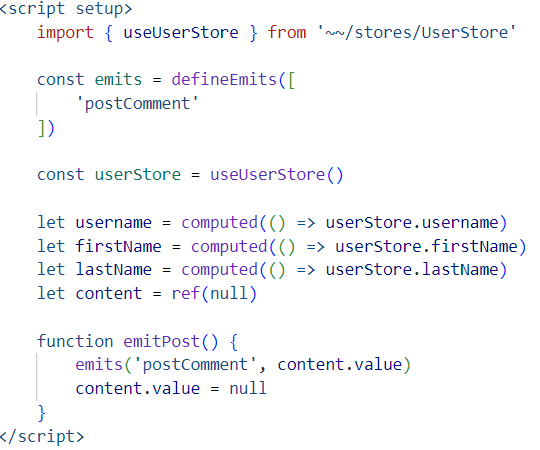 <script setup>
import { useUserStore } from '~~/stores/UserStore'
const emits = defineEmits([
'postComment'
])
const userStore = useUserStore()
let username = computed(() => userStore.username)
let firstName = computed(() => userStore.firstName)
let lastName = computed(() => userStore.lastName)
let content = ref(null)
function emitPost() {
emits('postComment', content.value)
content.value = null
}
</script>